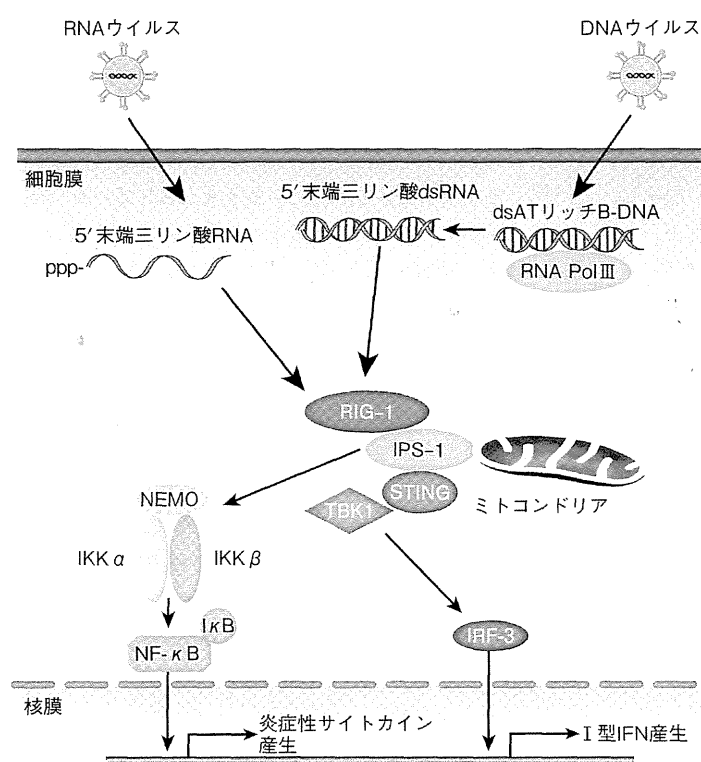 RNAウイルス
DNAウイルス
細胞膜
5′末端三リン酸dsRNA
dsATリッチB-DNA
5′末端三リン酸RNA
ppp-
RNA PolⅢ
RIG-1
IPS-1
STING
TBK1
ミトコンドリア
NEMO
IKKα
IKKβ
IκB
NF-κB
IRF-3
核膜
炎症性サイトカイン
産生
Ⅰ型IFN産生